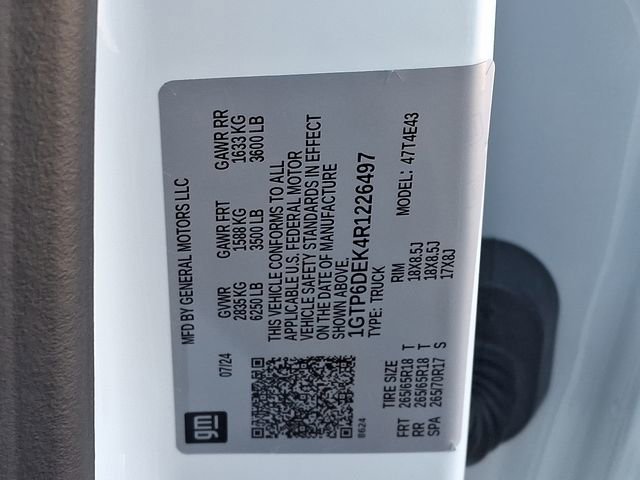 gm
MFD BY GENERAL MOTORS LLC
07/24
GVWR GAWR FRT GAWR RR
2835 KG 1588 KG 1633 KG
6250 LB 3500 LB 3600 LB
THIS VEHICLE CONFORMS TO ALL
APPLICABLE U.S. FEDERAL MOTOR
VEHICLE SAFETY STANDARDS IN EFFECT
ON THE DATE OF MANUFACTURE
SHOWN ABOVE.
1GTP6DEK4R1226497
TYPE: TRUCK
8624
TIRE SIZE RIM MODEL: 47T4E43
FRT 265/65R18 T 18X8.5J
RR 265/65R18 T 18X8.5J
SPA 265/70R17 S 17X8J